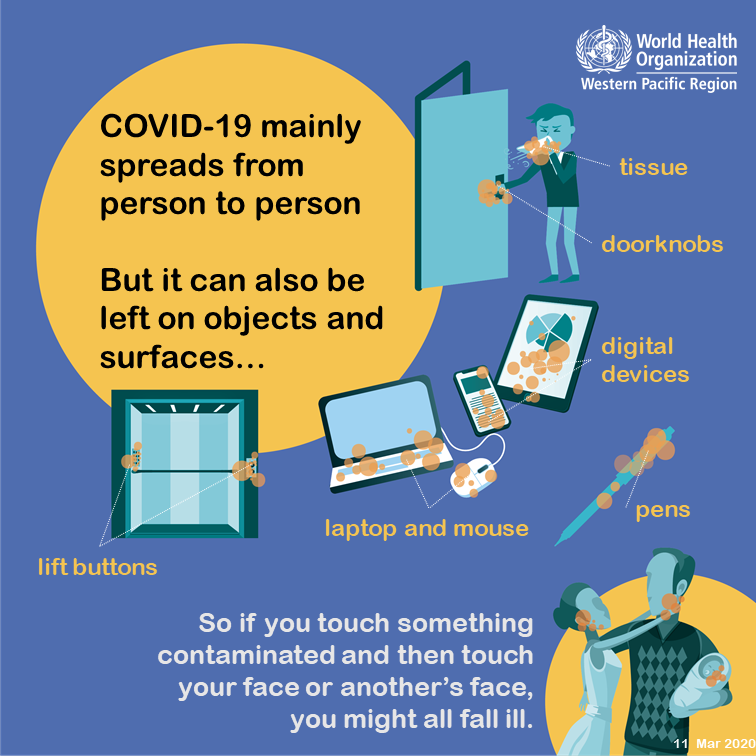 World Health
Organization
Western Pacific Region
COVID-19 mainly
spreads from
person to person
But it can also be
left on objects and
surfaces...
tissue
doorknobs
digital
devices
pens
laptop and mouse
lift buttons
So if you touch something
contaminated and then touch
your face or another's face,
you might all fall ill.
11 Mar 2020